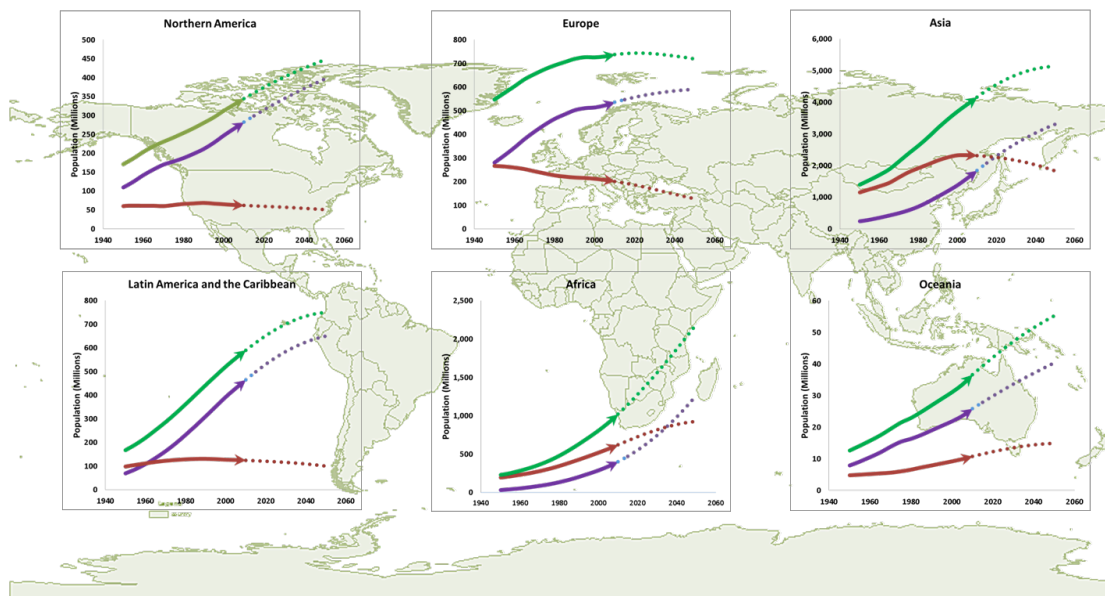 Northern America
Population (Millions)
500
450
400
350
300
250
200
150
100
50
0
1940 1960 1980 2000 2020 2040 2060
Europe
Population (Millions)
800
700
600
500
400
300
200
100
0
1940 1960 1980 2000 2020 2040 2060
Asia
Population (Millions)
6,000
5,000
4,000
3,000
2,000
1,000
0
1940 1960 1980 2000 2020 2040 2060
Latin America and the Caribbean
Population (Millions)
800
700
600
500
400
300
200
100
0
1940 1960 1980 2000 2020 2040 2060
Africa
Population (Millions)
2,500
2,000
1,500
1,000
500
0
1940 1960 1980 2000 2020 2040 2060
Oceania
Population (Millions)
60
50
40
30
20
10
0
1940 1960 1980 2000 2020 2040 2060